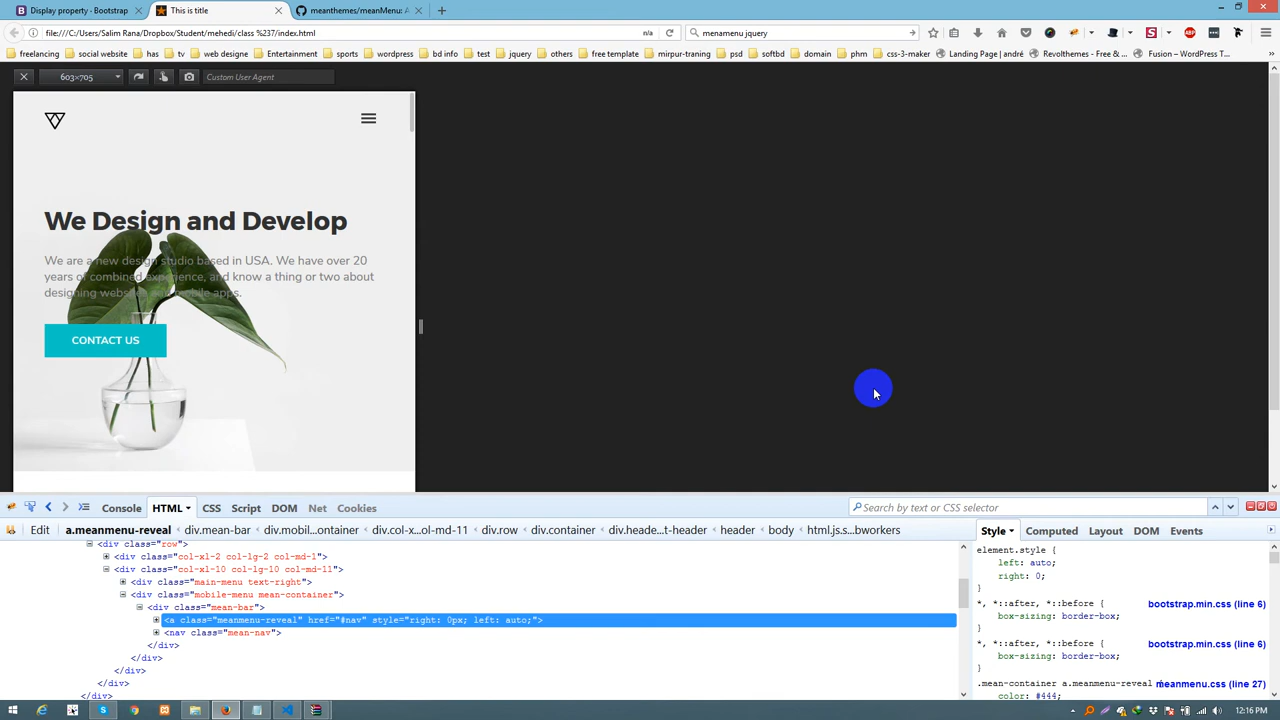 Display property - Bootstrap
This is title
meanthemes/meanMenu: A
file:///C:/Users/Salim Rana/Dropbox/Student/mehedi/class %237/index.html
n/a
menamenu jquery
freelancing
social website
has
tv
web designe
Entertainment
sports
wordpress
bd info
test
jquery
others
free template
mirpur-traning
psd
softbd
domain
phm
css-3-maker
Landing Page | andré
Revolthemes - Best ...
Fusion – WordPress T...
603×705
Custom User Agent
We Design and Develop
We are a new design studio based in USA. We have over 20
years of combined experience, and know a thing or two about
designing websites and mobile apps.
CONTACT US
Console
HTML
CSS
Script
DOM
Net
Cookies
Search by text or CSS selector
Edit
a.meanmenu-reveal
div.mean-bar
div.mobil...ontainer
div.col-x...ol-md-11
div.row
div.container
div.heade...t-header
header
body
html.js.s...bworkers
Style
Computed
Layout
DOM
Events
<div class="row">
<div class="col-xl-2 col-lg-2 col-md-1">
<div class="col-xl-10 col-lg-10 col-md-11">
<div class="main-menu text-right">
<div class="mobile-menu mean-container">
<div class="mean-bar">
<a class="meanmenu-reveal" href="#nav" style="right: 0px; left: auto;">
<nav class="mean-nav">
</div>
</div>
</div>
</div>
</div>
element.style {
left: auto;
right: 0;
}
*, *::after, *::before {
bootstrap.min.css (line 6)
box-sizing: border-box;
}
*, *::after, *::before {
bootstrap.min.css (line 6)
box-sizing: border-box;
}
.mean-container a.meanmenu-reveal
meanmenu.css (line 27)
color: #444;
12:16 PM